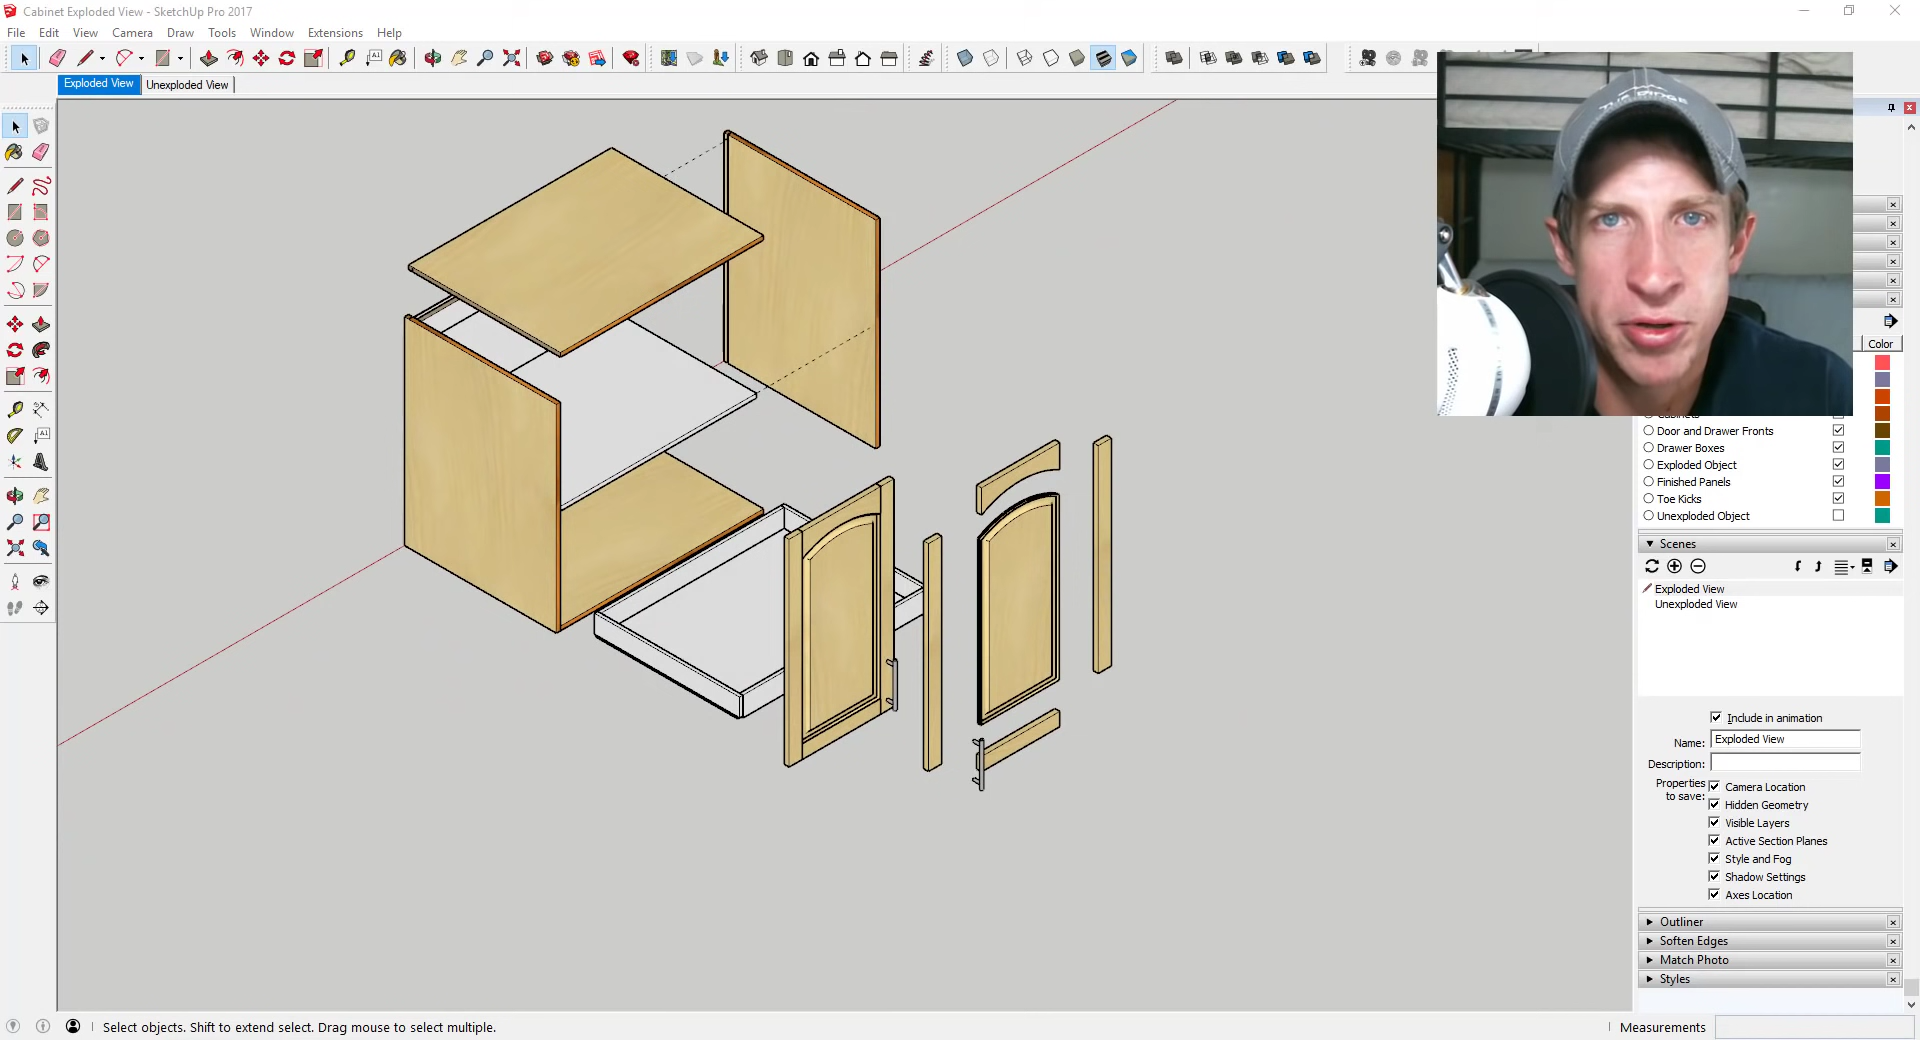 Cabinet Exploded View - SketchUp Pro 2017
File Edit View Camera Draw Tools Window Extensions Help
Exploded View Unexploded View
Color
Door and Drawer Fronts
Drawer Boxes
Exploded Object
Finished Panels
Toe Kicks
Unexploded Object
Scenes
Exploded View
Unexploded View
Include in animation
Name: Exploded View
Description:
Properties to save:
Camera Location
Hidden Geometry
Visible Layers
Active Section Planes
Style and Fog
Shadow Settings
Axes Location
Outliner
Soften Edges
Match Photo
Styles
Select objects. Shift to extend select. Drag mouse to select multiple.
Measurements